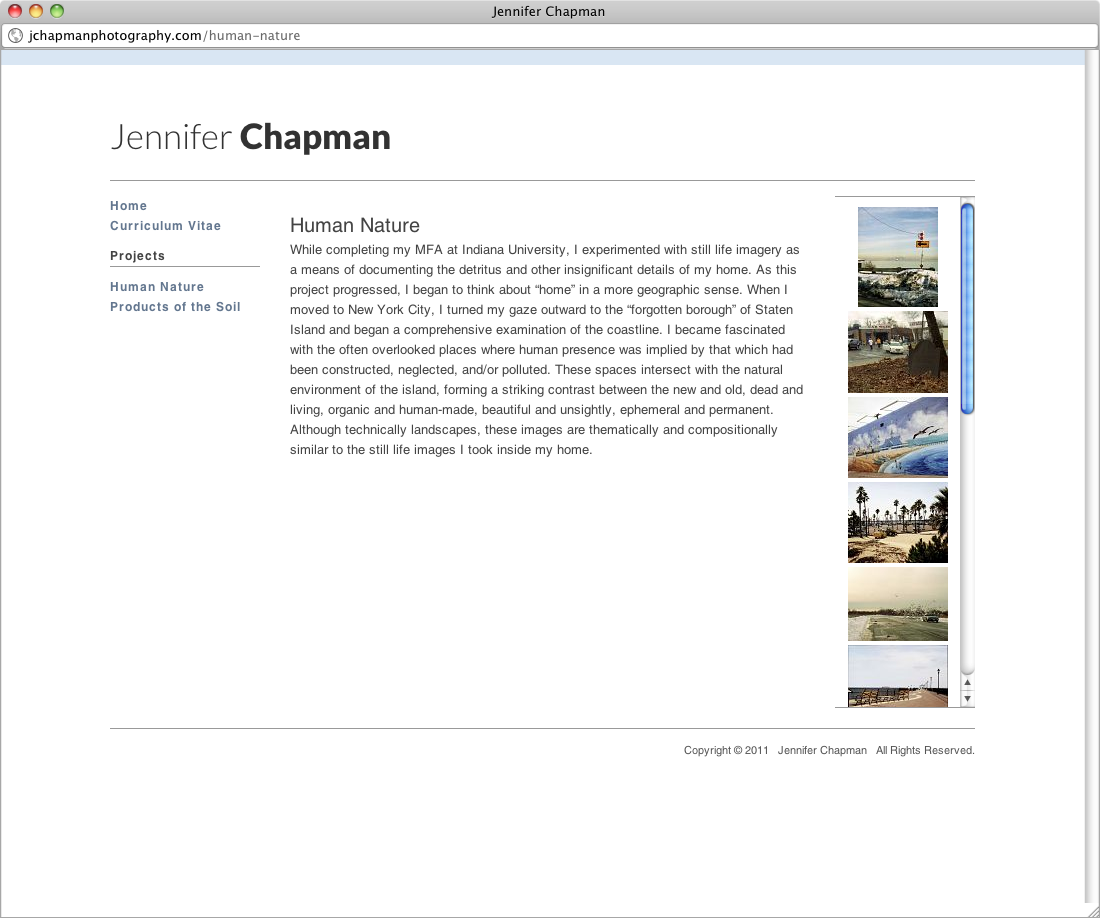 Jennifer Chapman
jchapmanphotography.com/human-nature
Jennifer Chapman
Home
Curriculum Vitae
Projects
Human Nature
Products of the Soil
Human Nature
While completing my MFA at Indiana University, I experimented with still life imagery as
a means of documenting the detritus and other insignificant details of my home. As this
project progressed, I began to think about “home” in a more geographic sense. When I
moved to New York City, I turned my gaze outward to the “forgotten borough” of Staten
Island and began a comprehensive examination of the coastline. I became fascinated
with the often overlooked places where human presence was implied by that which had
been constructed, neglected, and/or polluted. These spaces intersect with the natural
environment of the island, forming a striking contrast between the new and old, dead and
living, organic and human-made, beautiful and unsightly, ephemeral and permanent.
Although technically landscapes, these images are thematically and compositionally
similar to the still life images I took inside my home.
Copyright © 2011 Jennifer Chapman All Rights Reserved.